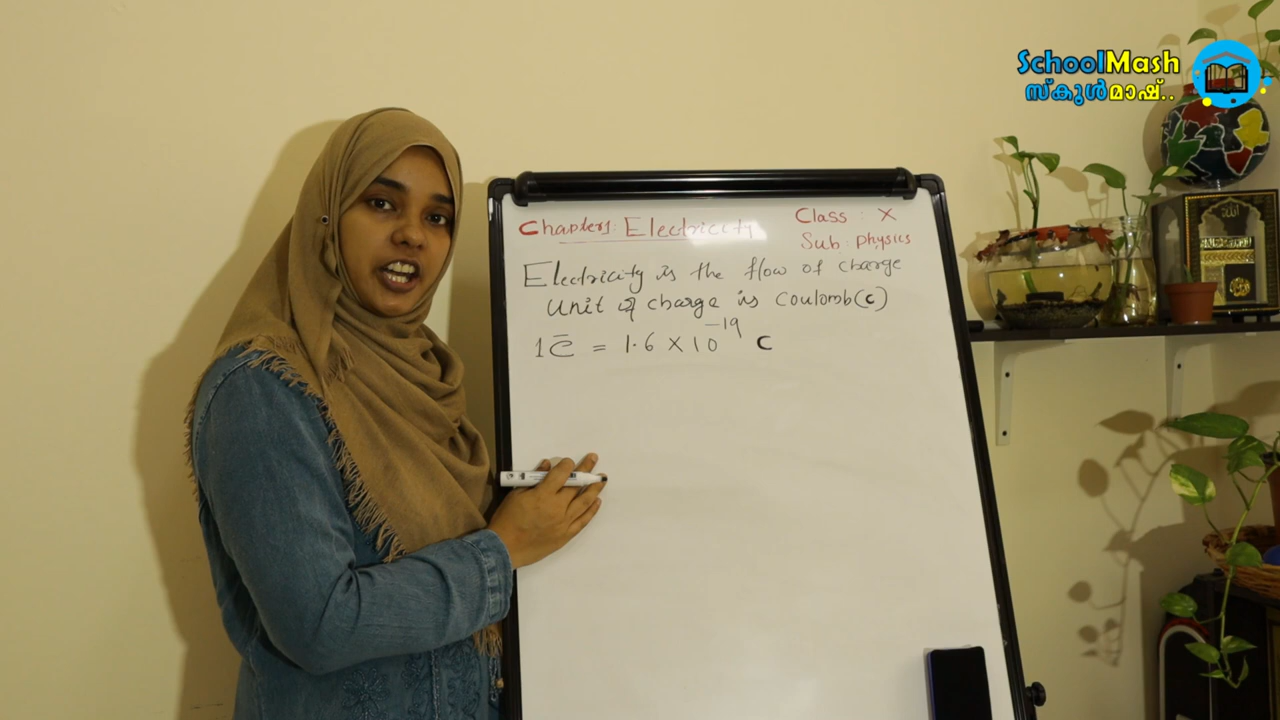 SchoolMash
സ്കൂൾമാഷ്..
Chapter1: Electricity
Class : X
Sub : Physics
Electricity is the flow of charge
Unit of charge is Coulomb(C)
1e̅ = 1.6 X 10⁻¹⁹ C